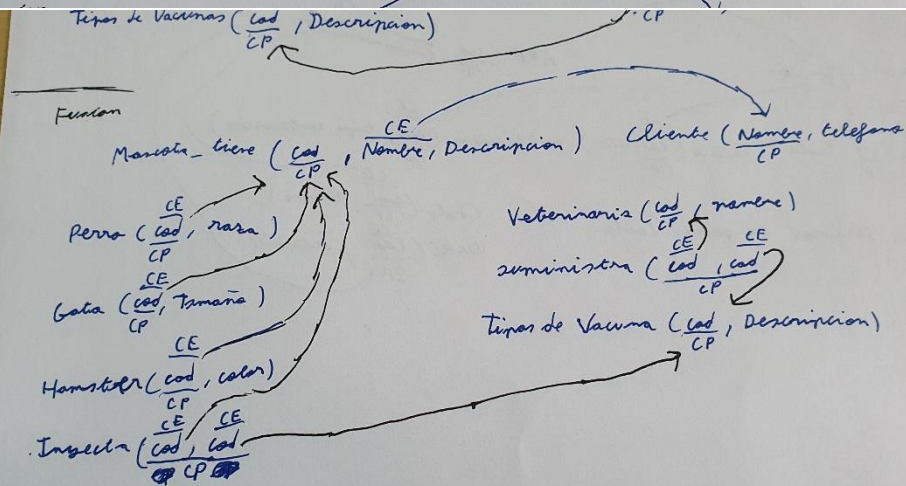 Tipos de Vacunas (cod, Descripcion)
CP
CP
Fusion
CE
Mascota_tiene (cod, Nombre, Descripcion)
CP
Cliente (Nombre, telefono
CP
CE
Perro (cod, raza)
CP
Veterinario (cod, nombre)
CP
CE
Gato (cod, Tamaño)
CP
CE CE
suministra (cod, cod)
CP
Tipos de Vacuna (cod, Descripcion)
CP
CE
Hamster (cod, color)
CP
CE CE
Inyecta (cod, cod)
CP